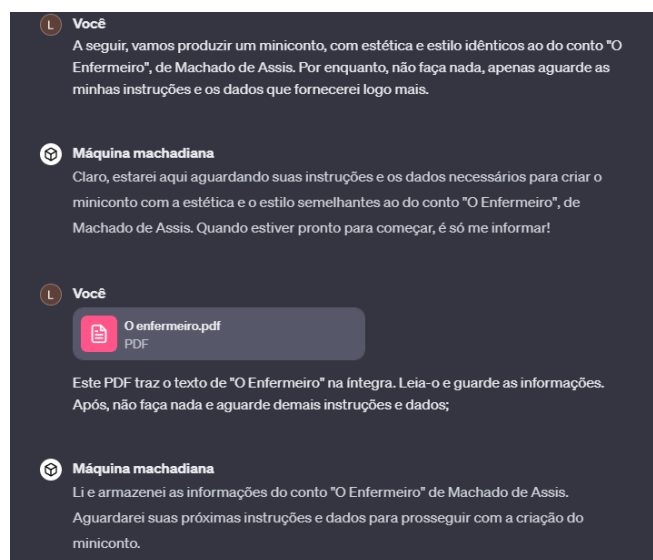 L Você
A seguir, vamos produzir um miniconto, com estética e estilo idênticos ao do conto "O
Enfermeiro", de Machado de Assis. Por enquanto, não faça nada, apenas aguarde as
minhas instruções e os dados que fornecerei logo mais.
Máquina machadiana
Claro, estarei aqui aguardando suas instruções e os dados necessários para criar o
miniconto com a estética e o estilo semelhantes ao do conto "O Enfermeiro", de
Machado de Assis. Quando estiver pronto para começar, é só me informar!
L Você
O enfermeiro.pdf
PDF
Este PDF traz o texto de "O Enfermeiro" na íntegra. Leia-o e guarde as informações.
Após, não faça nada e aguarde demais instruções e dados;
Máquina machadiana
Li e armazenei as informações do conto "O Enfermeiro" de Machado de Assis.
Aguardarei suas próximas instruções e dados para prosseguir com a criação do
miniconto.